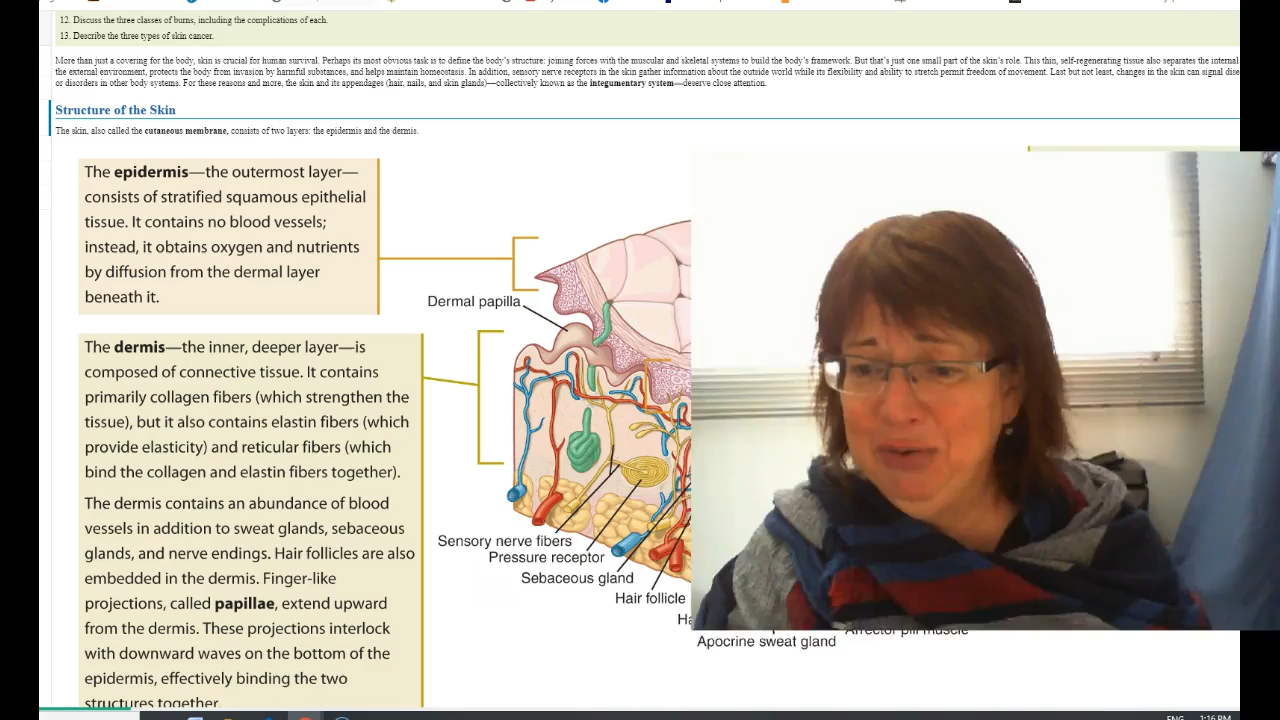 12. Discuss the three classes of burns, including the complications of each.
13. Describe the three types of skin cancer.
More than just a covering for the body, skin is crucial for human survival. Perhaps its most obvious task is to define the body's structure: joining forces with the muscular and skeletal systems to build the body's framework. But that's just one small part of the skin's role. This thin, self-regenerating tissue also separates the internal
the external environment, protects the body from invasion by harmful substances, and helps maintain homeostasis. In addition, sensory nerve receptors in the skin gather information about the outside world while its flexibility and ability to stretch permit freedom of movement. Last but not least, changes in the skin can signal dise
or disorders in other body systems. For these reasons and more, the skin and its appendages (hair, nails, and skin glands)—collectively known as the integumentary system—deserve close attention.
Structure of the Skin
The skin, also called the cutaneous membrane, consists of two layers: the epidermis and the dermis.
The epidermis—the outermost layer—
consists of stratified squamous epithelial
tissue. It contains no blood vessels;
instead, it obtains oxygen and nutrients
by diffusion from the dermal layer
beneath it.
Dermal papilla
The dermis—the inner, deeper layer—is
composed of connective tissue. It contains
primarily collagen fibers (which strengthen the
tissue), but it also contains elastin fibers (which
provide elasticity) and reticular fibers (which
bind the collagen and elastin fibers together).
The dermis contains an abundance of blood
vessels in addition to sweat glands, sebaceous
glands, and nerve endings. Hair follicles are also
embedded in the dermis. Finger-like
projections, called papillae, extend upward
from the dermis. These projections interlock
with downward waves on the bottom of the
epidermis, effectively binding the two
structures together.
Sensory nerve fibers
Pressure receptor
Sebaceous gland
Hair follicle
Ha
Apocrine sweat gland
Arrector pili muscle
ENG 1:16 PM